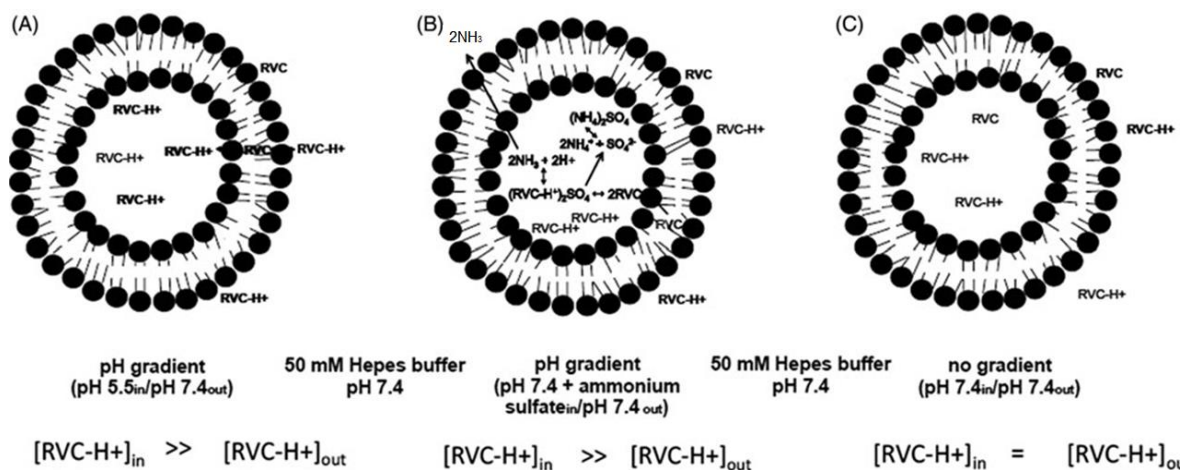 (A)
RVC
RVC-H+
RVC-H+
RVC-H+
RVC
RVC-H+
RVC-H+
RVC-H+
(B)
2NH₃
RVC
(NH₄)₂SO₄
RVC-H+
2NH₄⁺ + SO₄²⁻
2NH₃ + 2H+
(RVC-H⁺)₂SO₄ ↔ 2RVC
RVC-H+
RVC
RVC-H+
RVC-H+
(C)
RVC
RVC
RVC-H+
RVC-H+
RVC-H+
RVC-H+
pH gradient
(pH 5.5in/pH 7.4out)
50 mM Hepes buffer
pH 7.4
pH gradient
(pH 7.4 + ammonium
sulfatein/pH 7.4 out)
50 mM Hepes buffer
pH 7.4
no gradient
(pH 7.4in/pH 7.4out)
[RVC-H+]in >> [RVC-H+]out
[RVC-H+]in >> [RVC-H+]out
[RVC-H+]in = [RVC-H+]ou